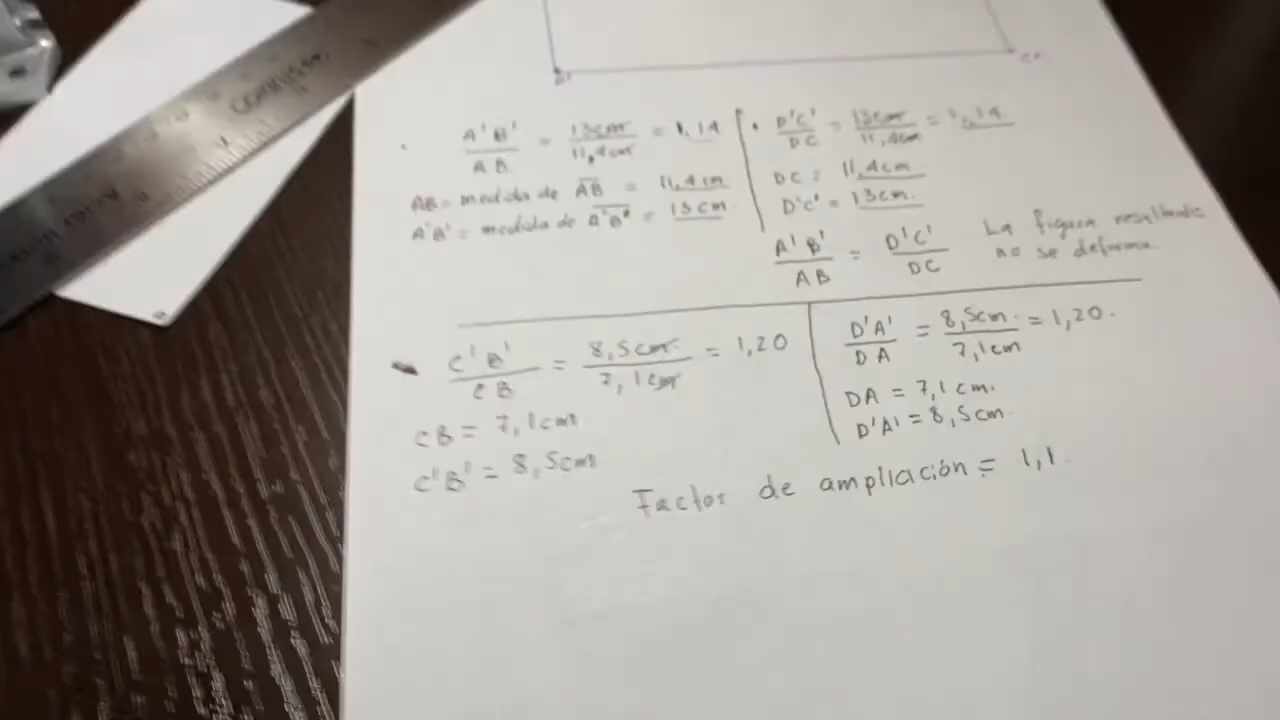 A'B'/AB = 13cm/11,4cm = 1,14
AB = medida de AB = 11,4cm
A'B' = medida de A'B' = 13cm.
D'C'/DC = 13cm/11,4cm = 1,14
DC = 11,4cm
D'C' = 13cm.
A'B'/AB = D'C'/DC
La figura resultante
no se deforma
C'B'/CB = 8,5cm/7,1cm = 1,20
CB = 7,1cm
C'B' = 8,5cm
D'A'/DA = 8,5cm/7,1cm = 1,20.
DA = 7,1cm.
D'A' = 8,5cm.
Factor de ampliación = 1,1.